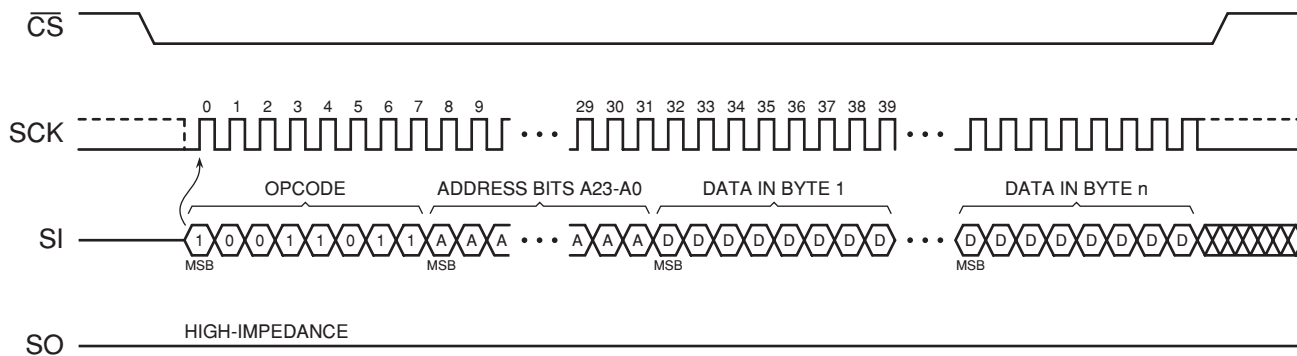 CS
0 1 2 3 4 5 6 7 8 9 29 30 31 32 33 34 35 36 37 38 39
SCK
OPCODE ADDRESS BITS A23-A0 DATA IN BYTE 1 DATA IN BYTE n
SI 1 0 0 1 1 0 1 1 A A A A A A D D D D D D D D D D D D D D D D
MSB MSB MSB MSB
HIGH-IMPEDANCE
SO